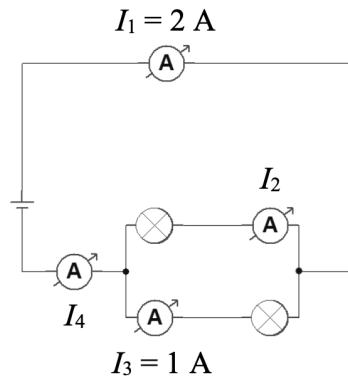 I₁ = 2 A
A
I₂
A
A
I₄
A
I₃ = 1 A